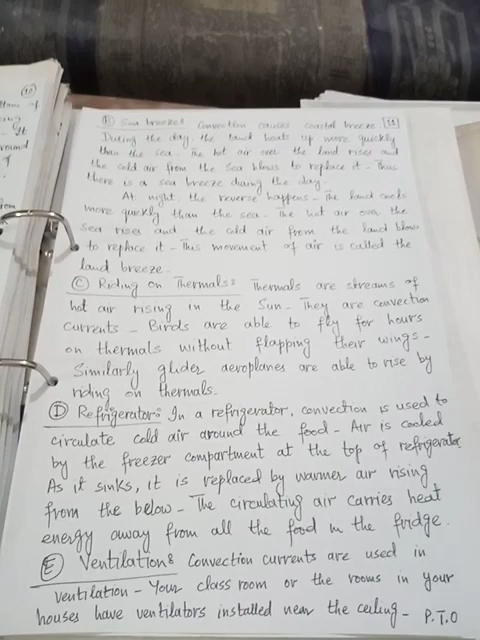 (10)
ttom of
ound
(B) Sea breeze: Convection causes coastal breeze. 11
During the day, the land heats up more quickly
than the sea. The hot air over the land rises and
the cold air from the sea blows to replace it - Thus
there is a sea breeze during the day.
At night, the reverse happens - The land cools
more quickly than the sea. The hot air over the
sea rises and the cold air from the land blows
to replace it - This movement of air is called the
land breeze.
(C) Riding on Thermals: Thermals are streams of
hot air rising in the Sun - They are convection
currents - Birds are able to fly for hours
on thermals without flapping their wings -
Similarly glider aeroplanes are able to rise by
riding on thermals.
(D) Refrigerator: In a refrigerator, convection is used to
circulate cold air around the food - Air is cooled
by the freezer compartment at the top of refrigerator
As it sinks, it is replaced by warmer air rising
from the below - The circulating air carries heat
energy away from all the food in the fridge.
(E) Ventilation: Convection currents are used in
ventilation - Your class room or the rooms in your
houses have ventilators installed near the ceiling - P.T.O